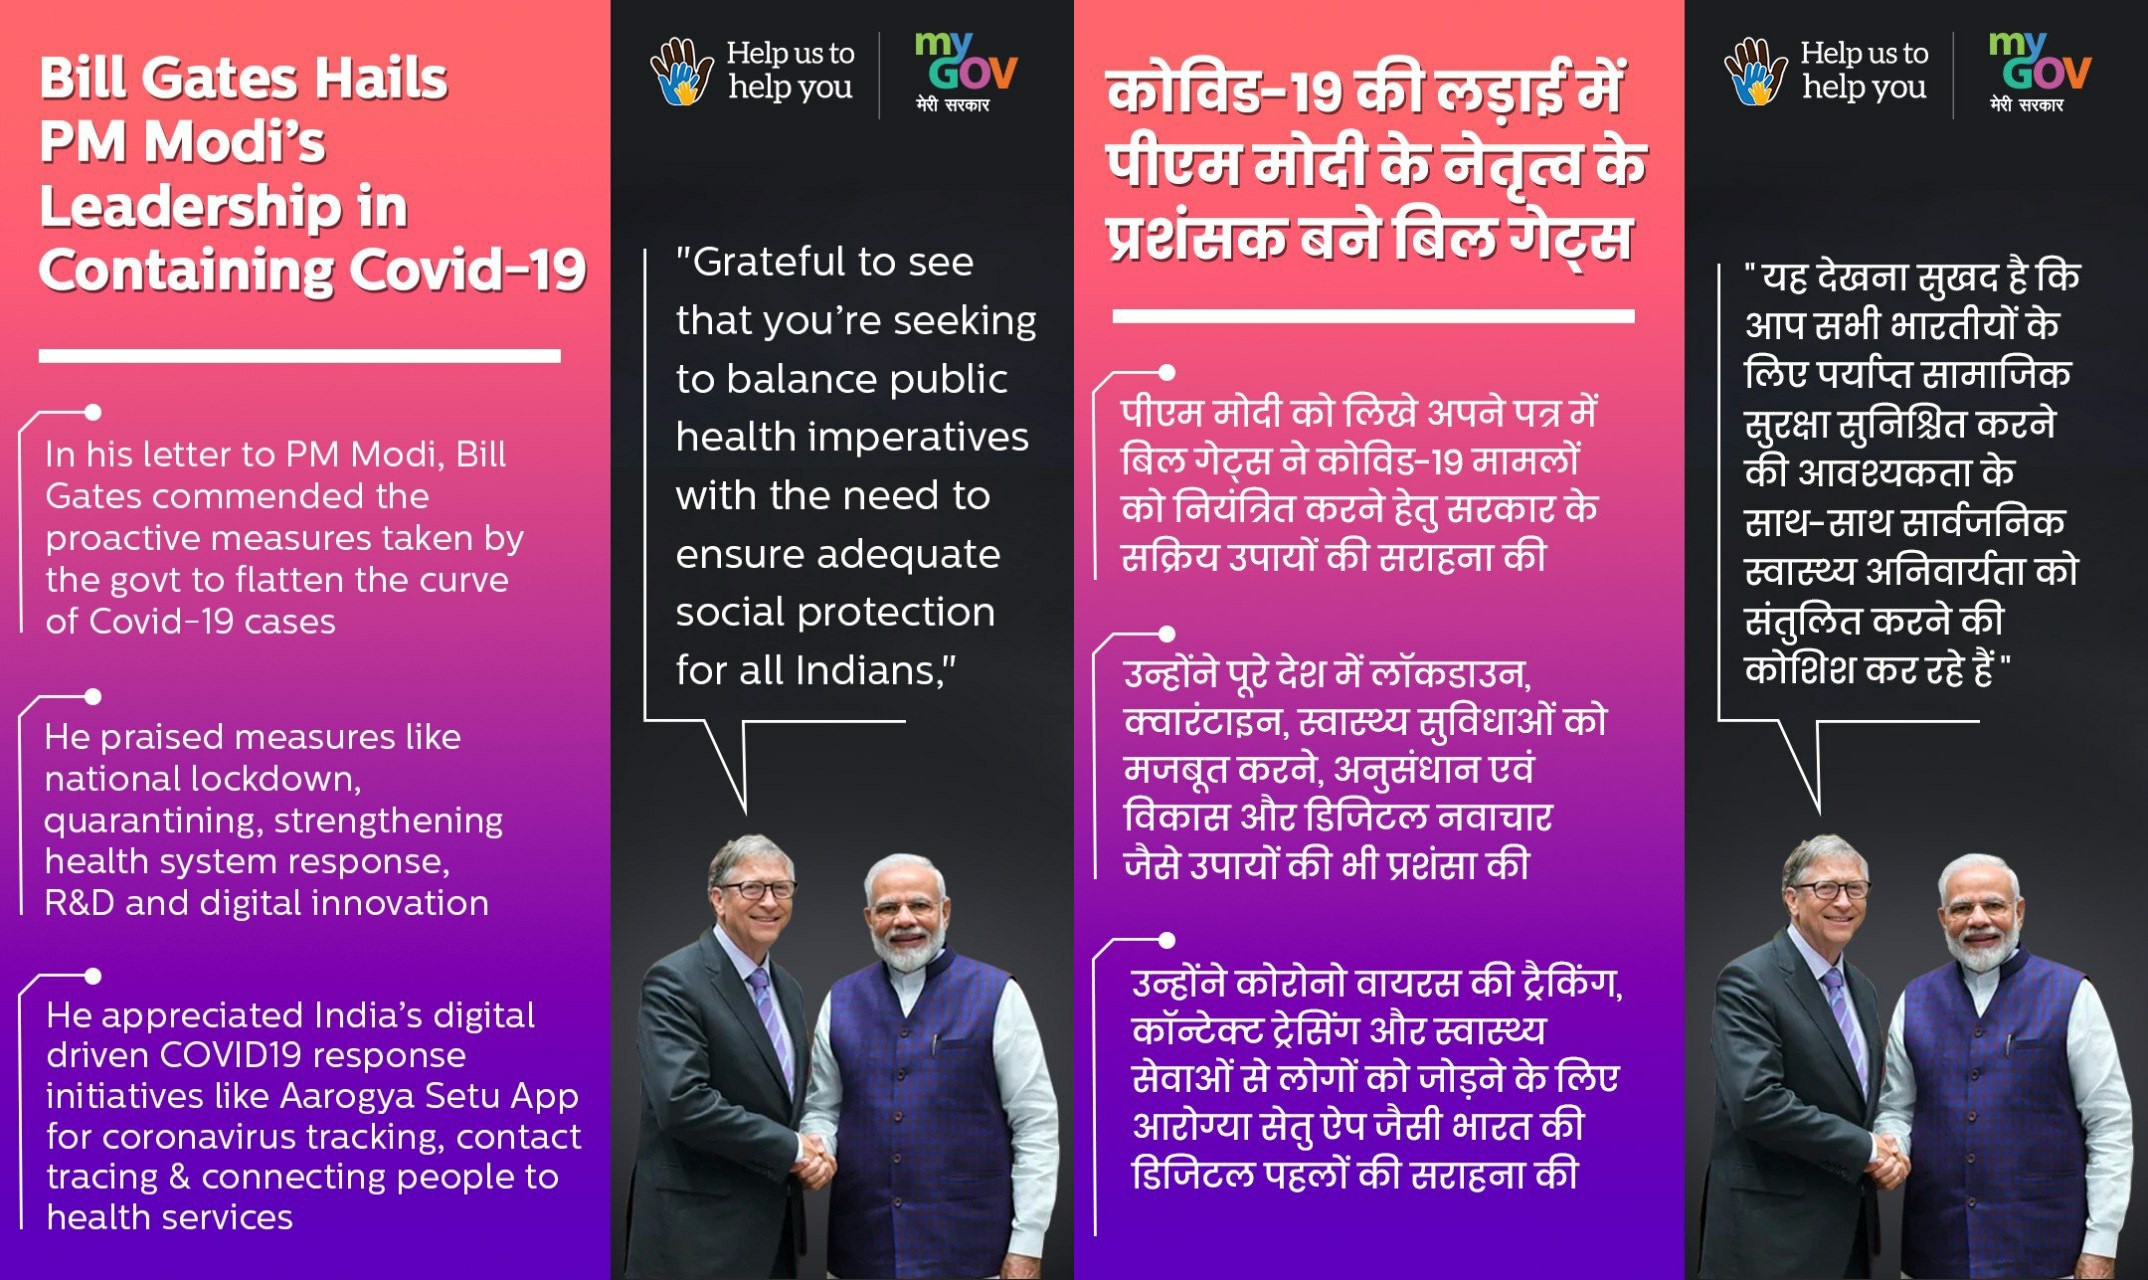 Bill Gates Hails
PM Modi's
Leadership in
Containing Covid-19
In his letter to PM Modi, Bill
Gates commended the
proactive measures taken by
the govt to flatten the curve
of Covid-19 cases
He praised measures like
national lockdown,
quarantining, strengthening
health system response,
R&D and digital innovation
He appreciated India's digital
driven COVID19 response
initiatives like Aarogya Setu App
for coronavirus tracking, contact
tracing & connecting people to
health services
Help us to
help you
my
GOV
मेरी सरकार
"Grateful to see
that you're seeking
to balance public
health imperatives
with the need to
ensure adequate
social protection
for all Indians,"
कोविड-19 की लड़ाई में
पीएम मोदी के नेतृत्व के
प्रशंसक बने बिल गेट्स
पीएम मोदी को लिखे अपने पत्र में
बिल गेट्स ने कोविड-19 मामलों
को नियंत्रित करने हेतु सरकार के
सक्रिय उपायों की सराहना की
उन्होंने पूरे देश में लॉकडाउन,
क्वारंटाइन, स्वास्थ्य सुविधाओं को
मजबूत करने, अनुसंधान एवं
विकास और डिजिटल नवाचार
जैसे उपायों की भी प्रशंसा की
उन्होंने कोरोनो वायरस की ट्रैकिंग,
कॉन्टेक्ट ट्रेसिंग और स्वास्थ्य
सेवाओं से लोगों को जोड़ने के लिए
आरोग्या सेतु ऐप जैसी भारत की
डिजिटल पहलों की सराहना की
Help us to
help you
my
GOV
मेरी सरकार
" यह देखना सुखद है कि
आप सभी भारतीयों के
लिए पर्याप्त सामाजिक
सुरक्षा सुनिश्चित करने
की आवश्यकता के
साथ-साथ सार्वजनिक
स्वास्थ्य अनिवार्यता को
संतुलित करने की
कोशिश कर रहे हैं "